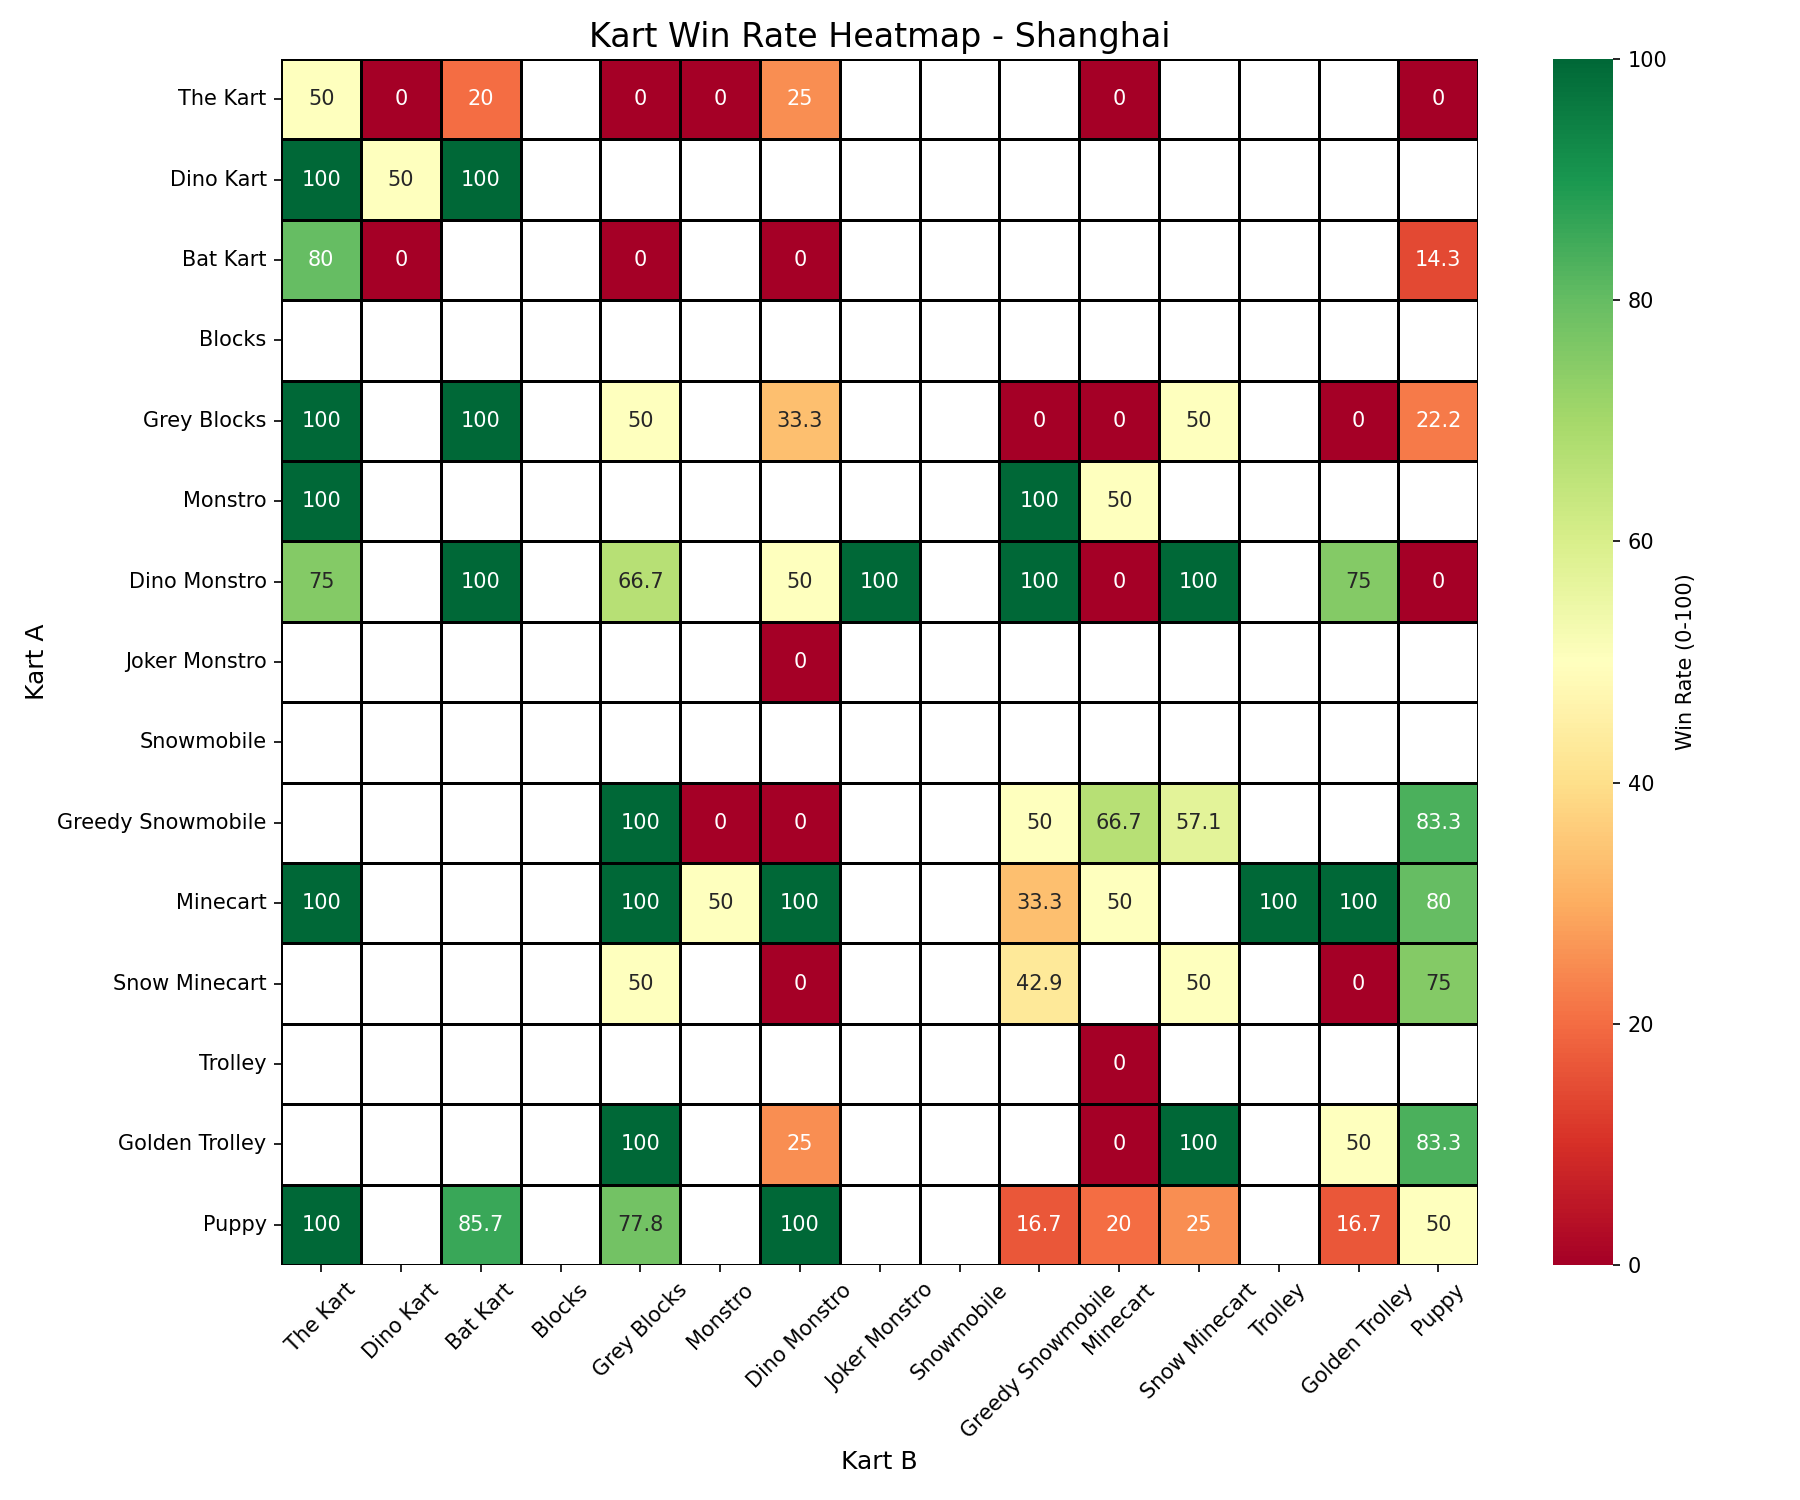 Kart Win Rate Heatmap - Shanghai
The Kart 50 0 20 0 0 25 0 0
Dino Kart 100 50 100
Bat Kart 80 0 0 0 14.3
Blocks
Grey Blocks 100 100 50 33.3 0 0 50 0 22.2
Monstro 100 100 50
Dino Monstro 75 100 66.7 50 100 100 0 100 75 0
Joker Monstro 0
Snowmobile
Greedy Snowmobile 100 0 0 50 66.7 57.1 83.3
Minecart 100 100 50 100 33.3 50 100 100 80
Snow Minecart 50 0 42.9 50 0 75
Trolley 0
Golden Trolley 100 25 0 100 50 83.3
Puppy 100 85.7 77.8 100 16.7 20 25 16.7 50
The Kart Dino Kart Bat Kart Blocks Grey Blocks Monstro Dino Monstro Joker Monstro Snowmobile Greedy Snowmobile Minecart Snow Minecart Trolley Golden Trolley Puppy
Kart B
Kart A
100
80
60
40
20
0
Win Rate (0-100)